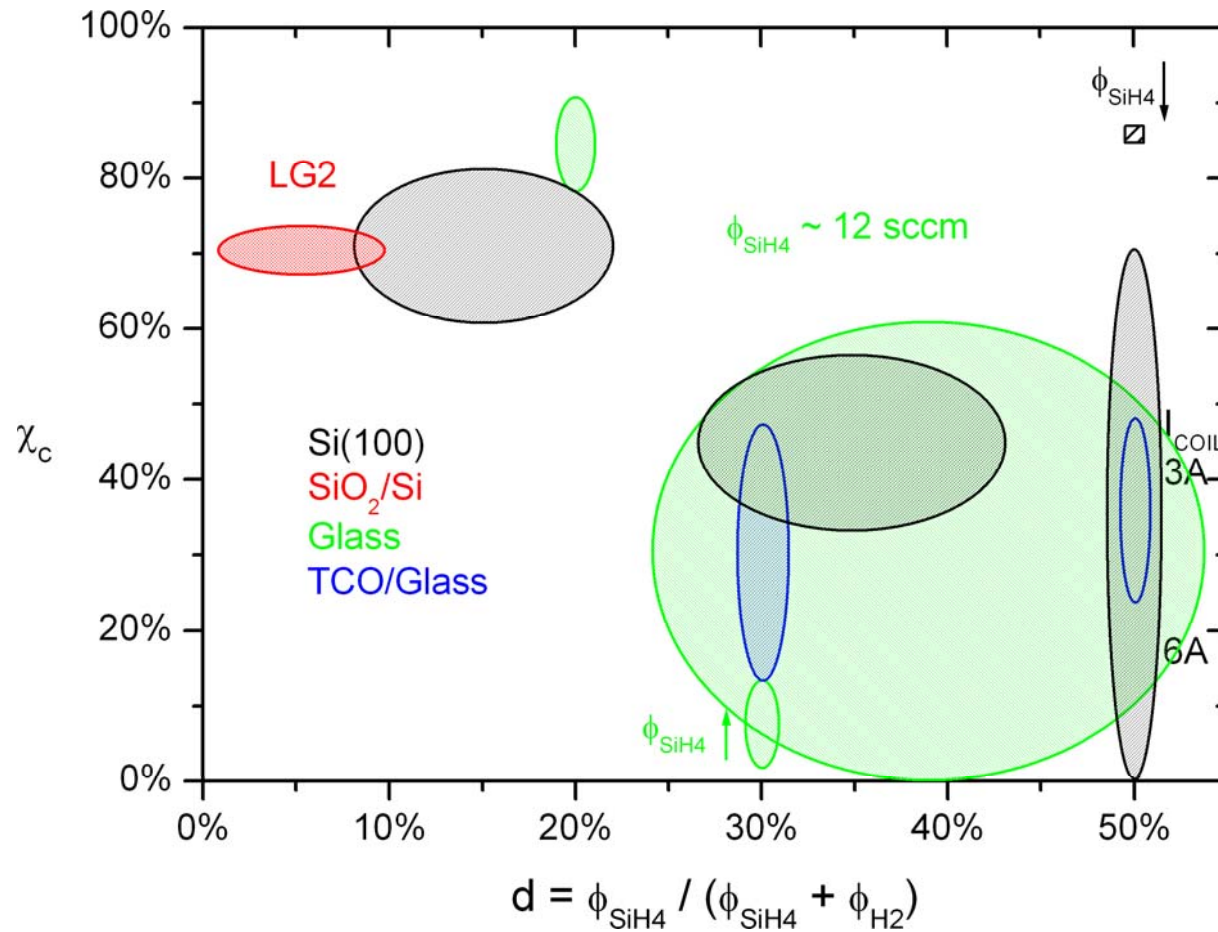 100%
80%
60%
40%
20%
0%
χc
LG2
ϕSiH4
ϕSiH4 ~ 12 sccm
Si(100)
SiO2/Si
Glass
TCO/Glass
ICOIL
3A
6A
ϕSiH4
0% 10% 20% 30% 40% 50%
d = ϕSiH4 / (ϕSiH4 + ϕH2)